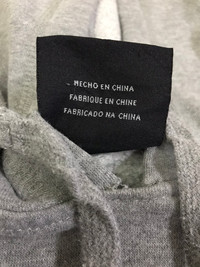 HECHO EN CHINA
FABRIQUE EN CHINE
FABRICADO NA CHINA